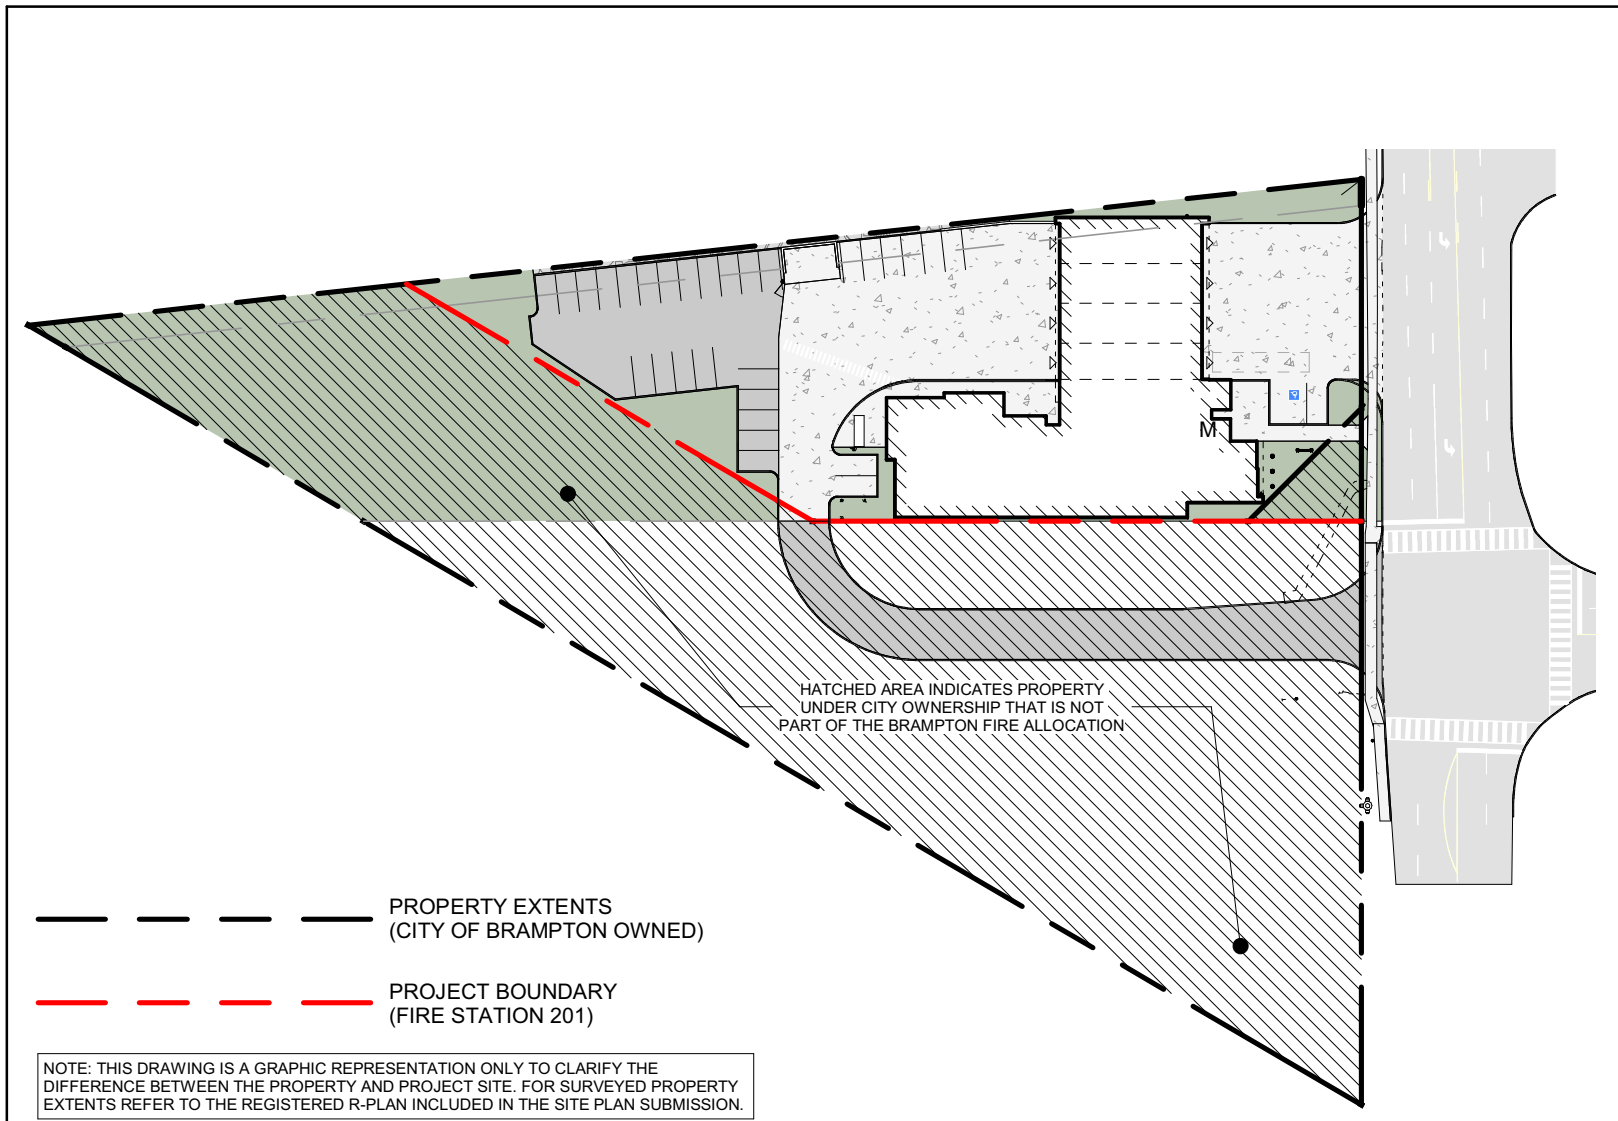 M
HATCHED AREA INDICATES PROPERTY
UNDER CITY OWNERSHIP THAT IS NOT
PART OF THE BRAMPTON FIRE ALLOCATION
PROPERTY EXTENTS
(CITY OF BRAMPTON OWNED)
PROJECT BOUNDARY
(FIRE STATION 201)
NOTE: THIS DRAWING IS A GRAPHIC REPRESENTATION ONLY TO CLARIFY THE
DIFFERENCE BETWEEN THE PROPERTY AND PROJECT SITE. FOR SURVEYED PROPERTY
EXTENTS REFER TO THE REGISTERED R-PLAN INCLUDED IN THE SITE PLAN SUBMISSION.